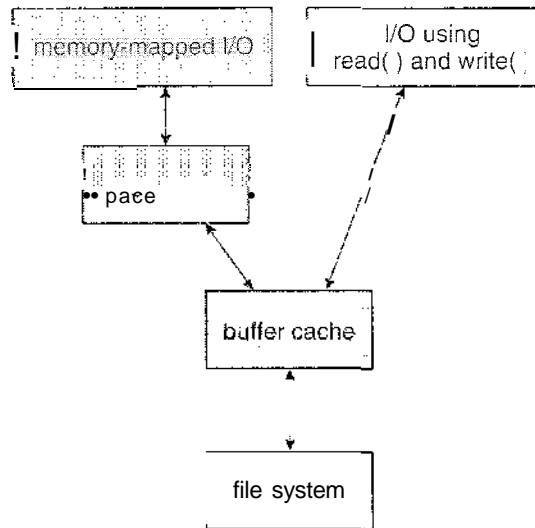 memory-mapped I/O
I/O using
read( ) and write( )
pace
buffer cache
file system